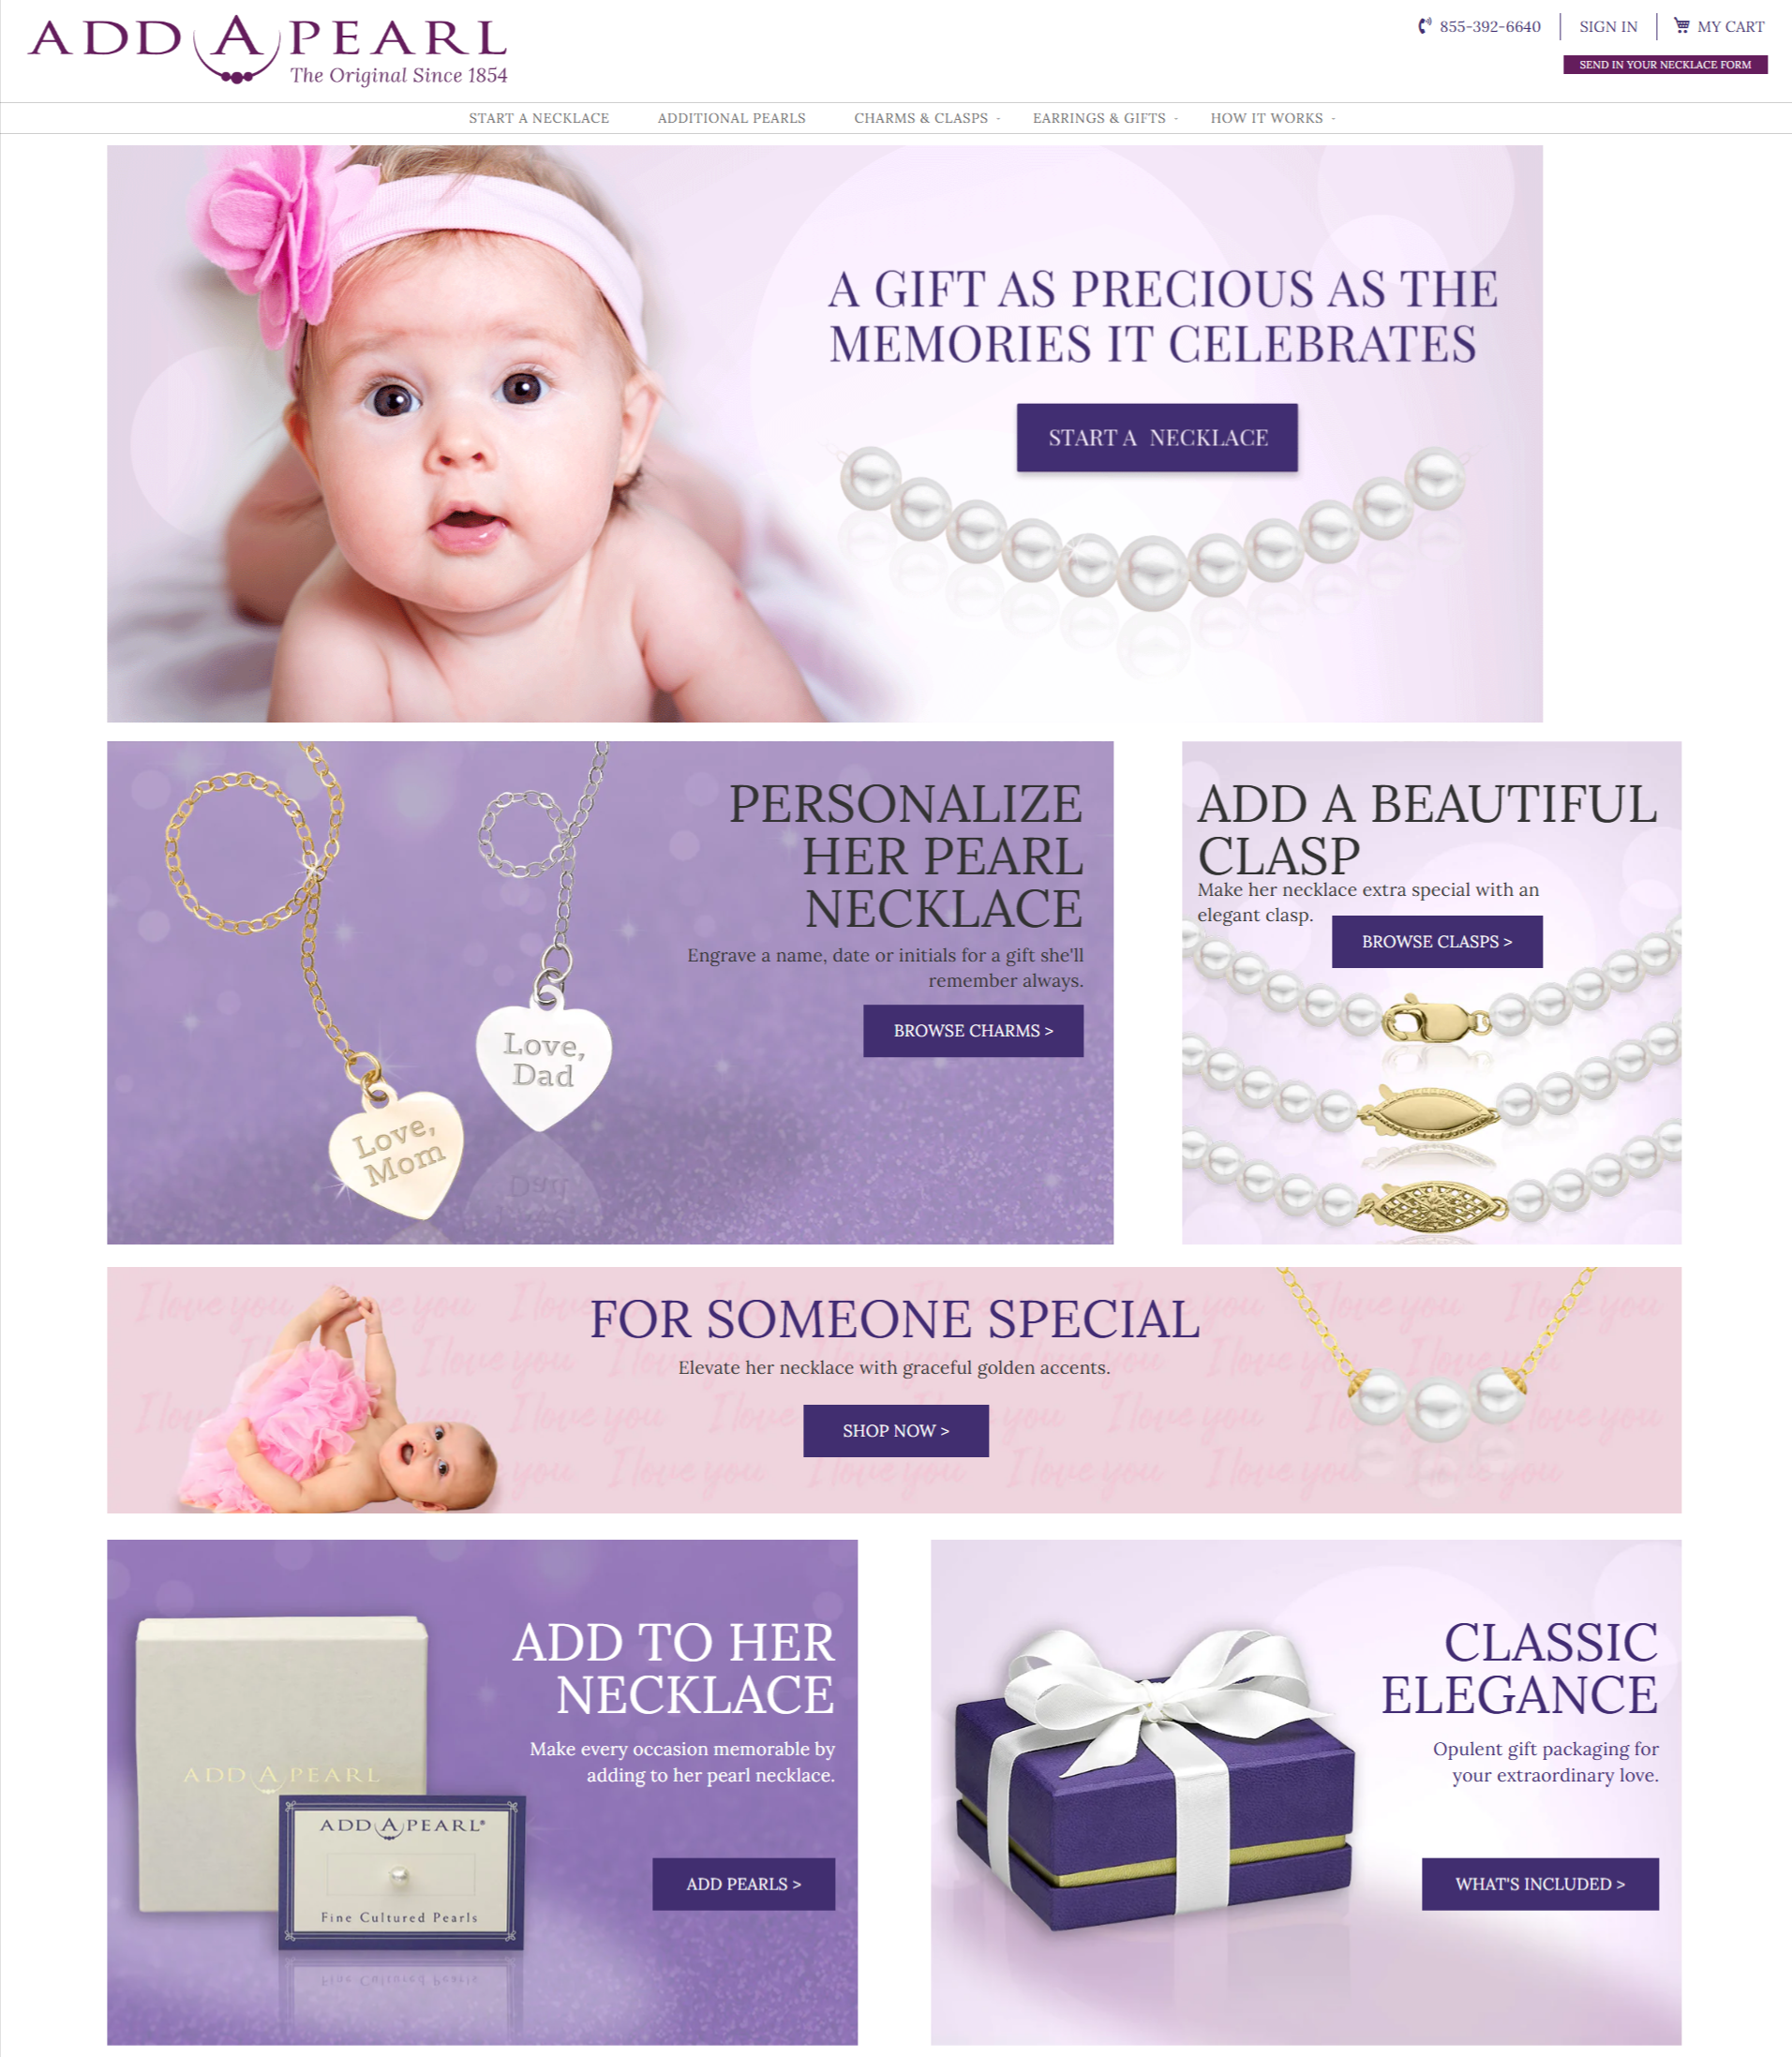 ADD A PEARL
The Original Since 1854
855-392-6640
SIGN IN
MY CART
SEND IN YOUR NECKLACE FORM
START A NECKLACE
ADDITIONAL PEARLS
CHARMS & CLASPS -
EARRINGS & GIFTS -
HOW IT WORKS -
A GIFT AS PRECIOUS AS THE
MEMORIES IT CELEBRATES
START A NECKLACE
PERSONALIZE
HER PEARL
NECKLACE
Engrave a name, date or initials for a gift she'll
remember always.
BROWSE CHARMS >
Love,
Dad
Love,
Mom
ADD A BEAUTIFUL
CLASP
Make her necklace extra special with an
elegant clasp.
BROWSE CLASPS >
I love you
FOR SOMEONE SPECIAL
Elevate her necklace with graceful golden accents.
SHOP NOW >
ADD TO HER
NECKLACE
Make every occasion memorable by
adding to her pearl necklace.
ADD PEARLS >
ADD A PEARL
ADD A PEARL®
Fine Cultured Pearls
CLASSIC
ELEGANCE
Opulent gift packaging for
your extraordinary love.
WHAT'S INCLUDED >